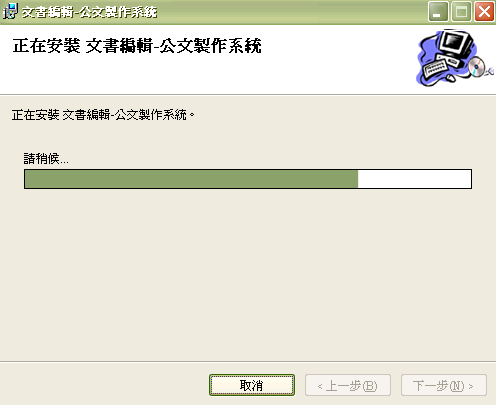 文書編輯-公文製作系統
正在安裝 文書編輯-公文製作系統
正在安裝 文書編輯-公文製作系統。
請稍候...
取消
< 上一步(B)
下一步(N) >